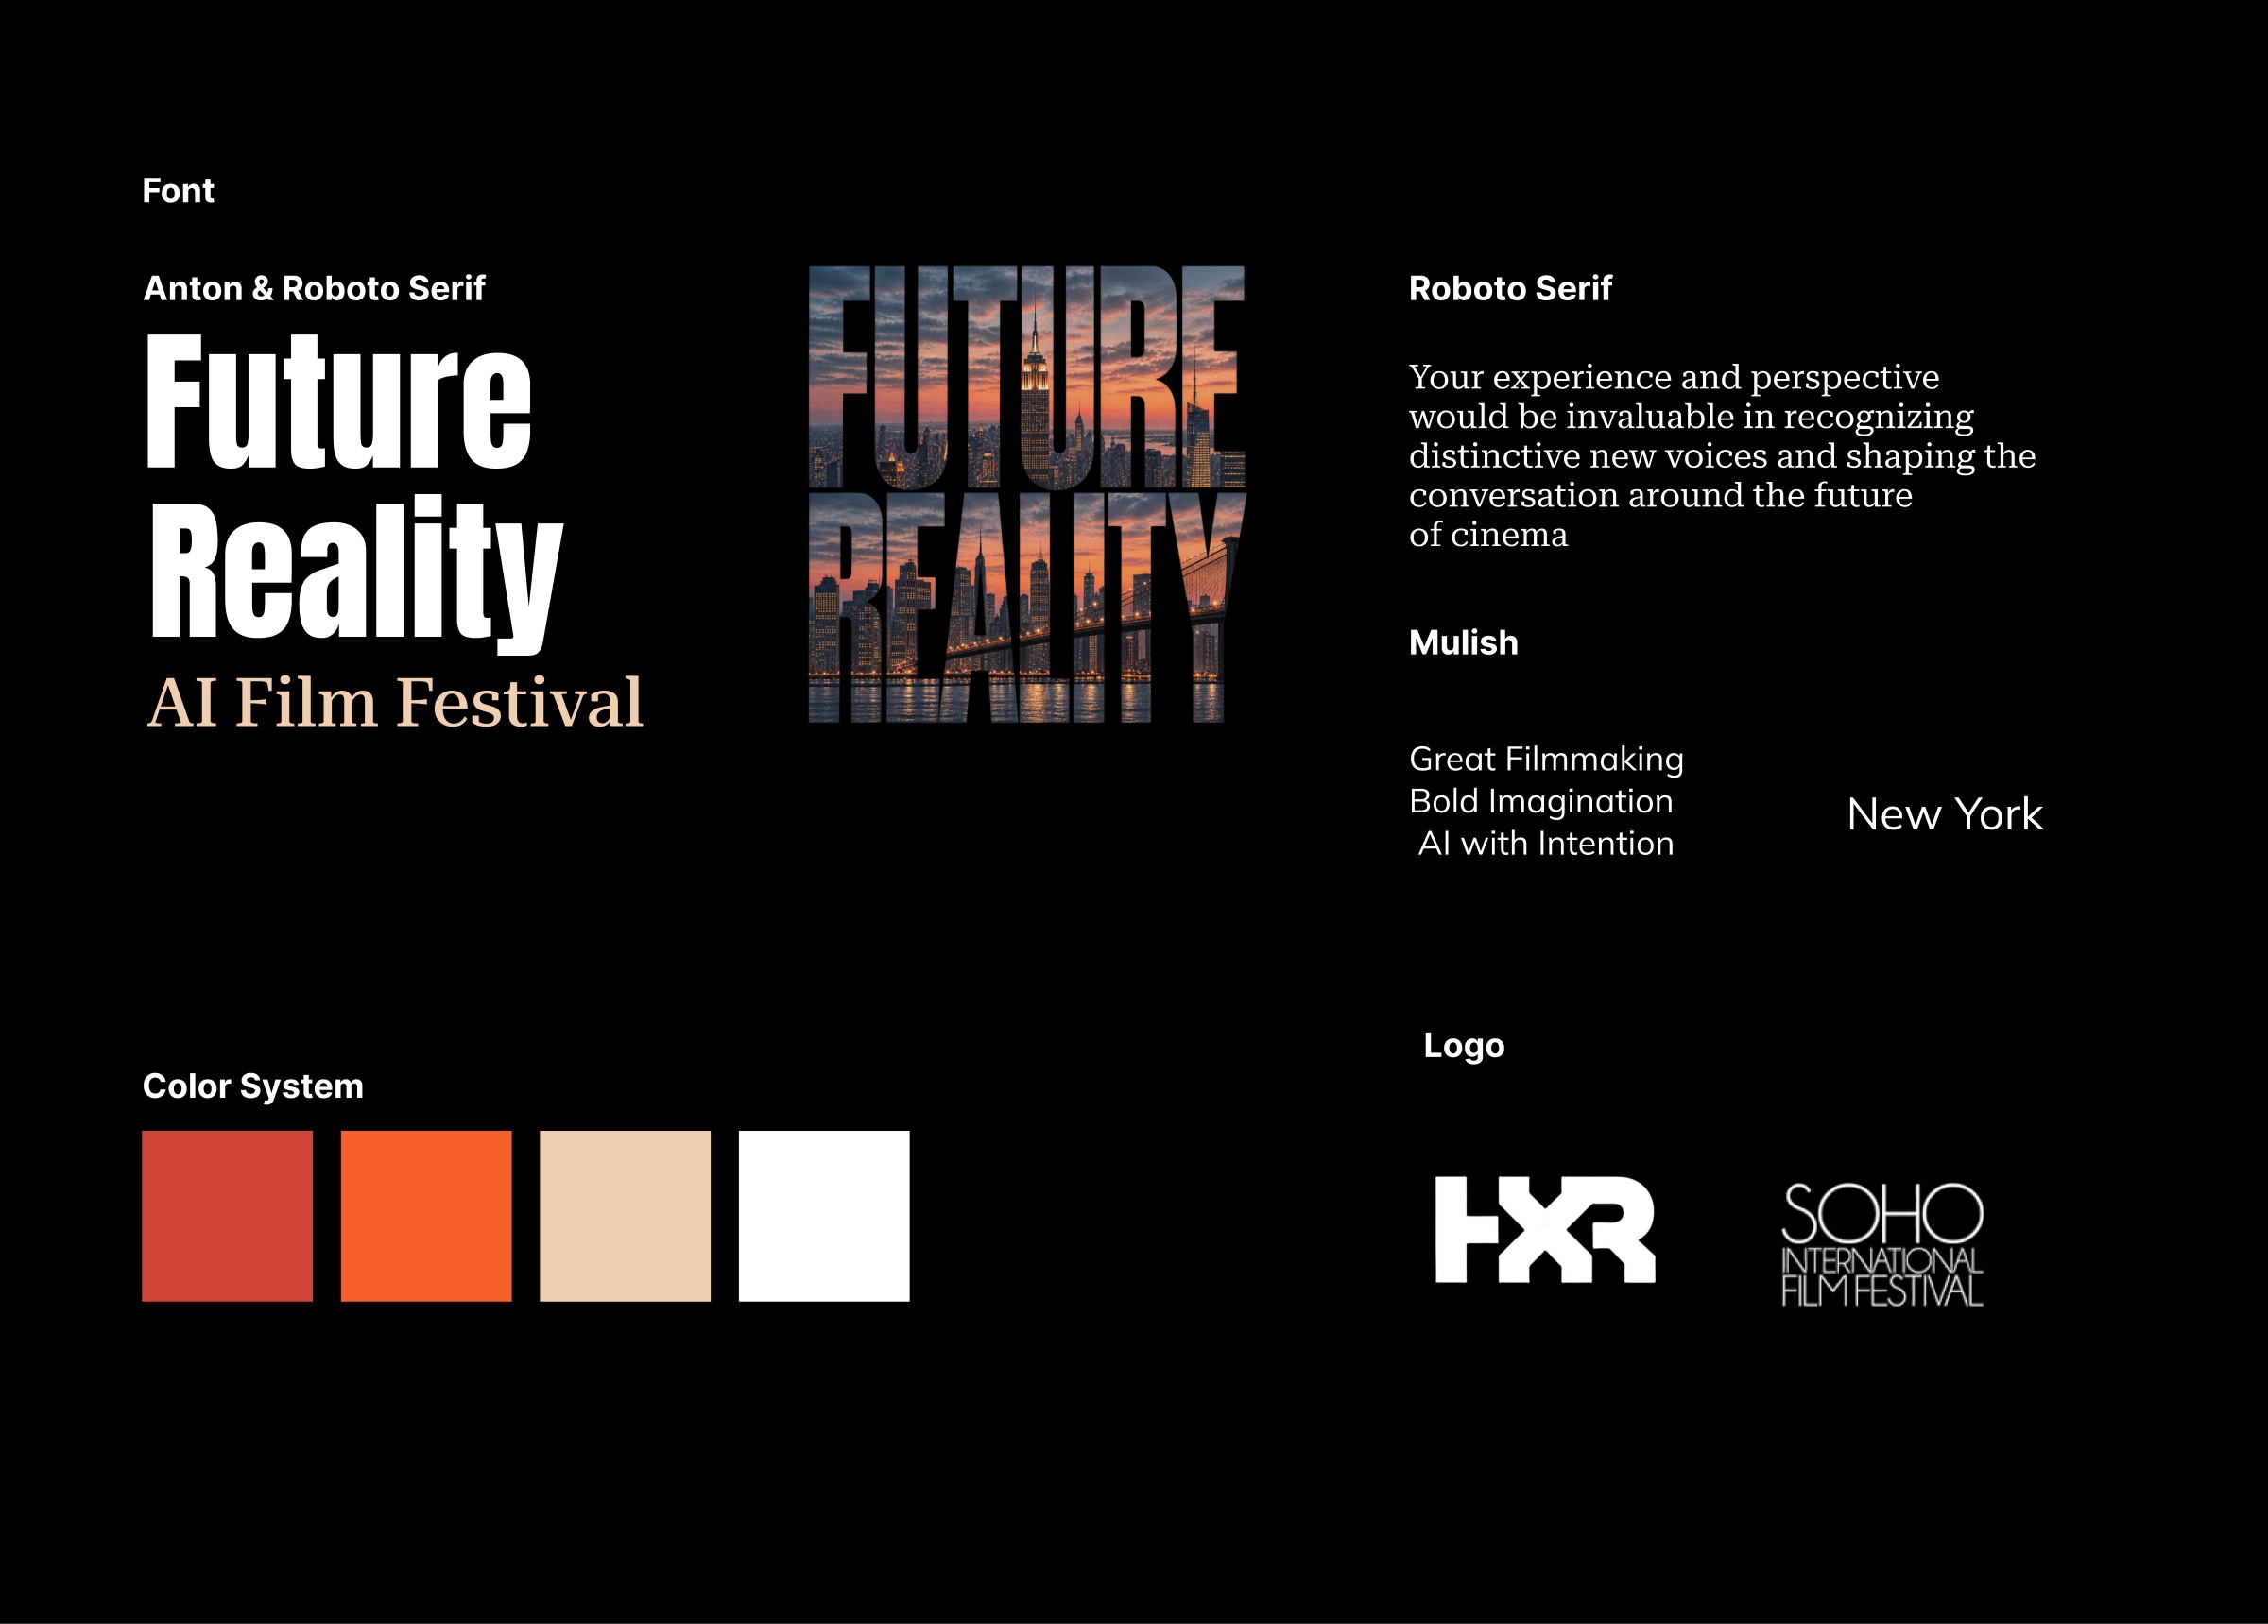 Font
Anton & Roboto Serif
Future
Reality
AI Film Festival
FUTURE
REALITY
Roboto Serif
Your experience and perspective
would be invaluable in recognizing
distinctive new voices and shaping the
conversation around the future
of cinema
Mulish
Great Filmmaking
Bold Imagination
AI with Intention
New York
Color System
Logo
HXR
SOHO
INTERNATIONAL
FILM FESTIVAL